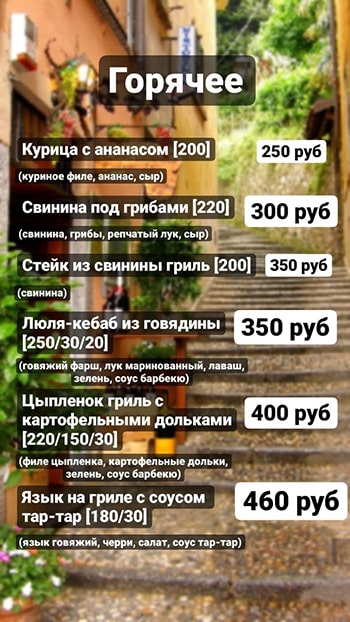 Горячее
Курица с ананасом [200]
250 руб
(куриное филе, ананас, сыр)
Свинина под грибами [220]
300 руб
(свинина, грибы, репчатый лук, сыр)
Стейк из свинины гриль [200]
350 руб
(свинина)
Люля-кебаб из говядины
[250/30/20]
350 руб
(говяжий фарш, лук маринованный, лаваш,
зелень, соус барбекю)
Цыпленок гриль с
картофельными дольками
[220/150/30]
400 руб
(филе цыпленка, картофельные дольки,
зелень, соус барбекю)
Язык на гриле с соусом
тар-тар [180/30]
460 руб
(язык говяжий, черри, салат, соус тар-тар)